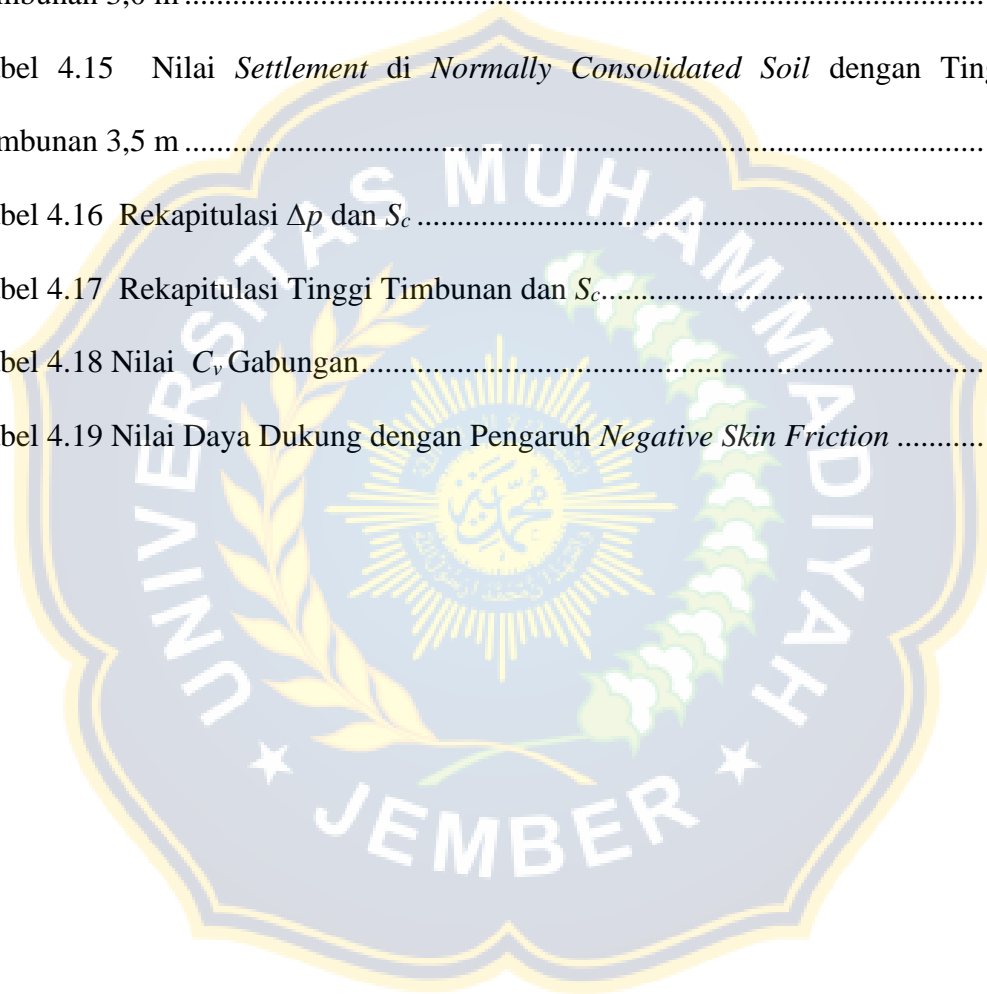 mbunan 3,0 m ....................................................................................................
bel 4.15 Nilai Settlement di Normally Consolidated Soil dengan Ting
mbunan 3,5 m ....................................................................................................
bel 4.16 Rekapitulasi Δp dan Sc ......................................................................
bel 4.17 Rekapitulasi Tinggi Timbunan dan Sc................................................
bel 4.18 Nilai Cv Gabungan.............................................................................
bel 4.19 Nilai Daya Dukung dengan Pengaruh Negative Skin Friction ...........
UNIVERSITAS MUHAMMADIYAH
JEMBER